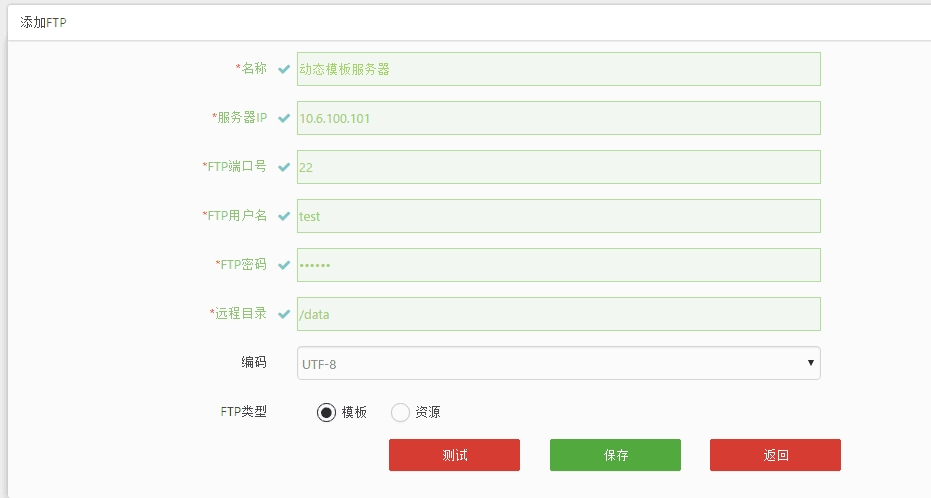 添加FTP
*名称 动态模板服务器
*服务器IP 10.6.100.101
*FTP端口号 22
*FTP用户名 test
*FTP密码 ••••••
*远程目录 /data
编码 UTF-8
FTP类型 模板 资源
测试 保存 返回